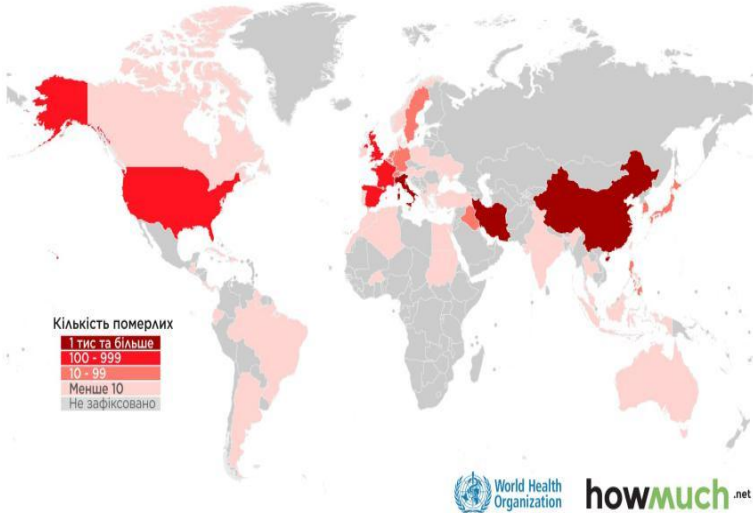 Кількість померлих
1 тис та більше
100 - 999
10 - 99
Менше 10
Не зафіксовано
World Health
Organization
howmuch.net